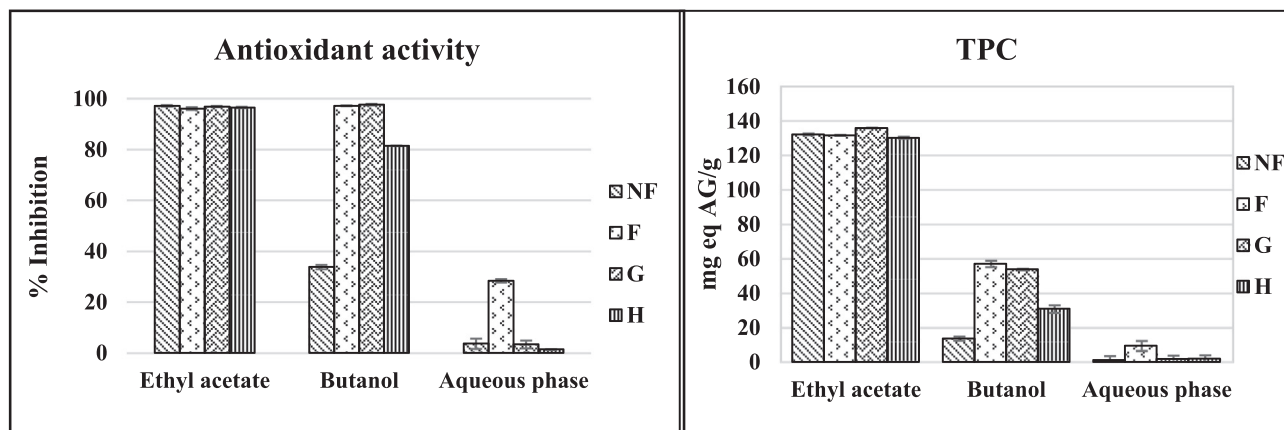 Antioxidant activity
% Inhibition
100
80
60
40
20
0
Ethyl acetate
Butanol
Aqueous phase
NF
F
G
H
TPC
mg eq AG/g
160
140
120
100
80
60
40
20
0
Ethyl acetate
Butanol
Aqueous phase
NF
F
G
H